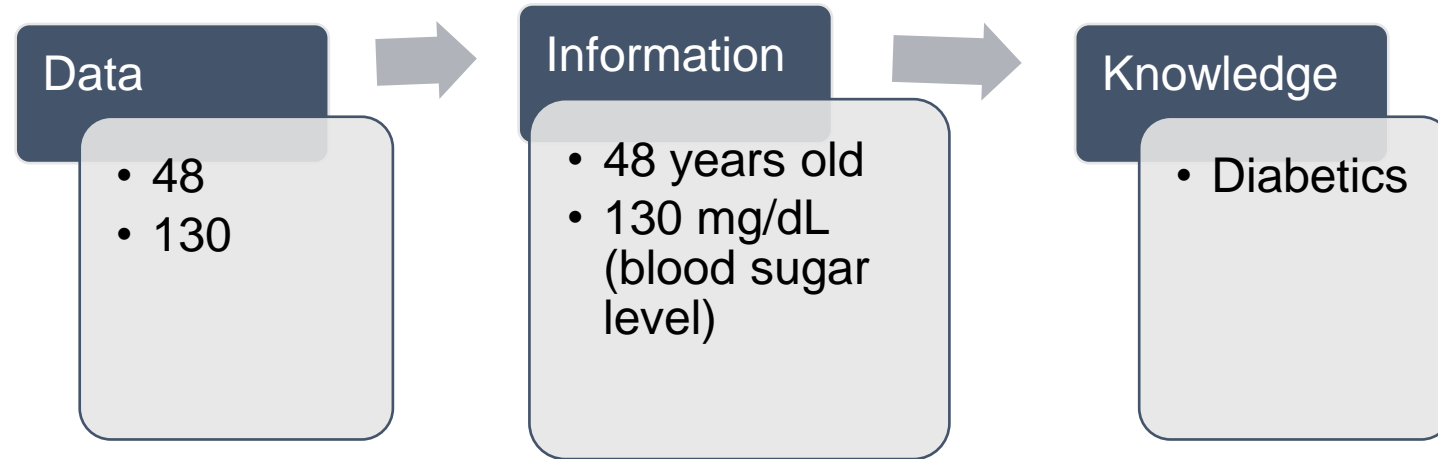 Data
• 48
• 130
Information
• 48 years old
• 130 mg/dL
(blood sugar
level)
Knowledge
• Diabetics